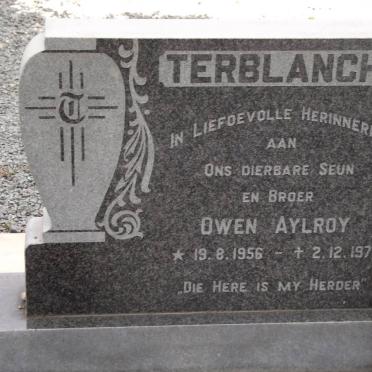 T
TERBLANCH
IN LIEFOEVOLLE HERINNER
AAN
ONS DIERBARE SEUN
EN BROER
OWEN AYLROY
★ 19.8.1956 - ✝ 2.12.197
„DIE HERE IS MY HERDER"